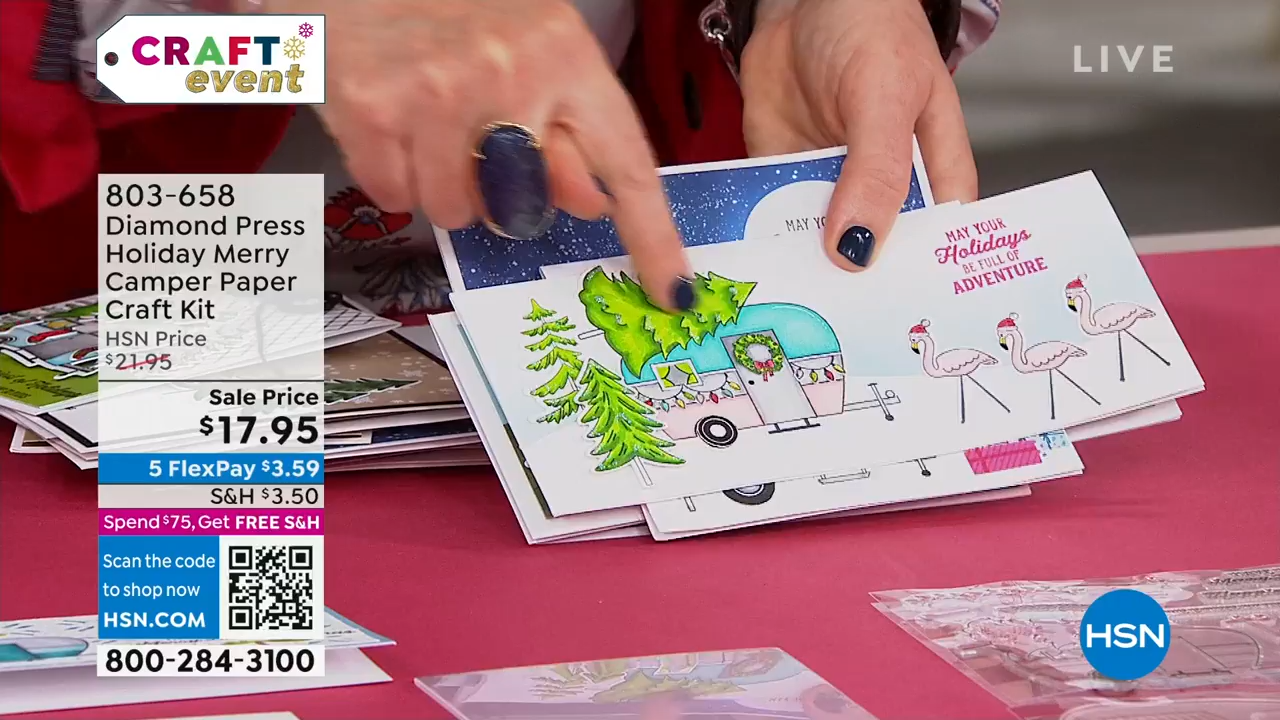 CRAFT
event
LIVE
803-658
Diamond Press
Holiday Merry
Camper Paper
Craft Kit
HSN Price
$21.95
Sale Price
$17.95
5 FlexPay $3.59
S&H $3.50
Spend $75, Get FREE S&H
Scan the code
to shop now
HSN.COM
800-284-3100
MAY YO
MAY YOUR
Holidays
BE FULL OF
ADVENTURE
HSN